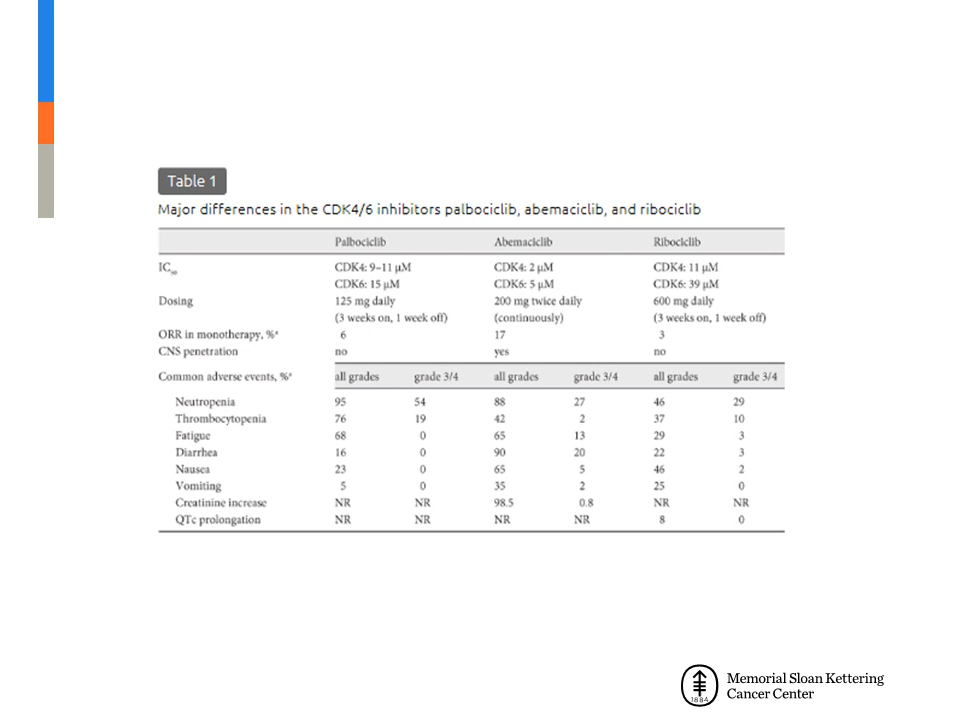 Table 1
Major differences in the CDK4/6 inhibitors palbociclib, abemaciclib, and ribociclib
Palbociclib Abemaciclib Ribociclib
IC50 CDK4: 9–11 μM CDK4: 2 μM CDK4: 11 μM
CDK6: 15 μM CDK6: 5 μM CDK6: 39 μM
Dosing 125 mg daily 200 mg twice daily 600 mg daily
(3 weeks on, 1 week off) (continuously) (3 weeks on, 1 week off)
ORR in monotherapy, %a 6 17 3
CNS penetration no yes no
Common adverse events, %a all grades grade 3/4 all grades grade 3/4 all grades grade 3/4
Neutropenia 95 54 88 27 46 29
Thrombocytopenia 76 19 42 2 37 10
Fatigue 68 0 65 13 29 3
Diarrhea 16 0 90 20 22 3
Nausea 23 0 65 5 46 2
Vomiting 5 0 35 2 25 0
Creatinine increase NR NR 98.5 0.8 NR NR
QTc prolongation NR NR NR NR 8 0
1884
Memorial Sloan Kettering
Cancer Center